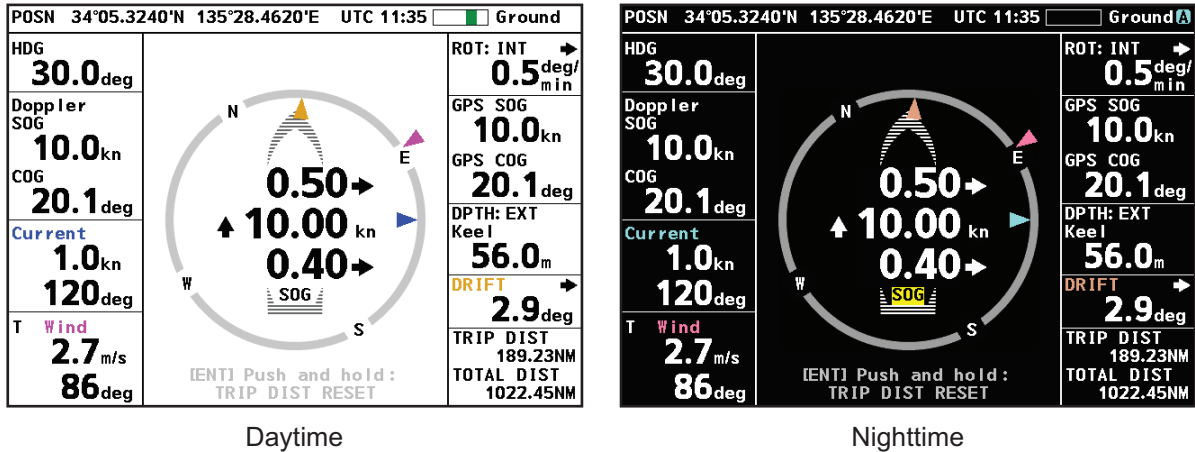 POSN 34°05.3240'N 135°28.4620'E UTC 11:35 Ground
HDG
30.0deg
Doppler
SOG
10.0kn
COG
20.1deg
Current
1.0kn
120deg
T Wind
2.7m/s
86deg
N
E
W
S
0.50
10.00 kn
0.40
SOG
[ENT] Push and hold:
TRIP DIST RESET
ROT: INT
0.5deg/min
GPS SOG
10.0kn
GPS COG
20.1deg
DPTH: EXT
Keel
56.0m
DRIFT
2.9deg
TRIP DIST
189.23NM
TOTAL DIST
1022.45NM
Daytime
POSN 34°05.3240'N 135°28.4620'E UTC 11:35 Ground A
HDG
30.0deg
Doppler
SOG
10.0kn
COG
20.1deg
Current
1.0kn
120deg
T Wind
2.7m/s
86deg
N
E
W
S
0.50
10.00 kn
0.40
SOG
[ENT] Push and hold:
TRIP DIST RESET
ROT: INT
0.5deg/min
GPS SOG
10.0kn
GPS COG
20.1deg
DPTH: EXT
Keel
56.0m
DRIFT
2.9deg
TRIP DIST
189.23NM
TOTAL DIST
1022.45NM
Nighttime